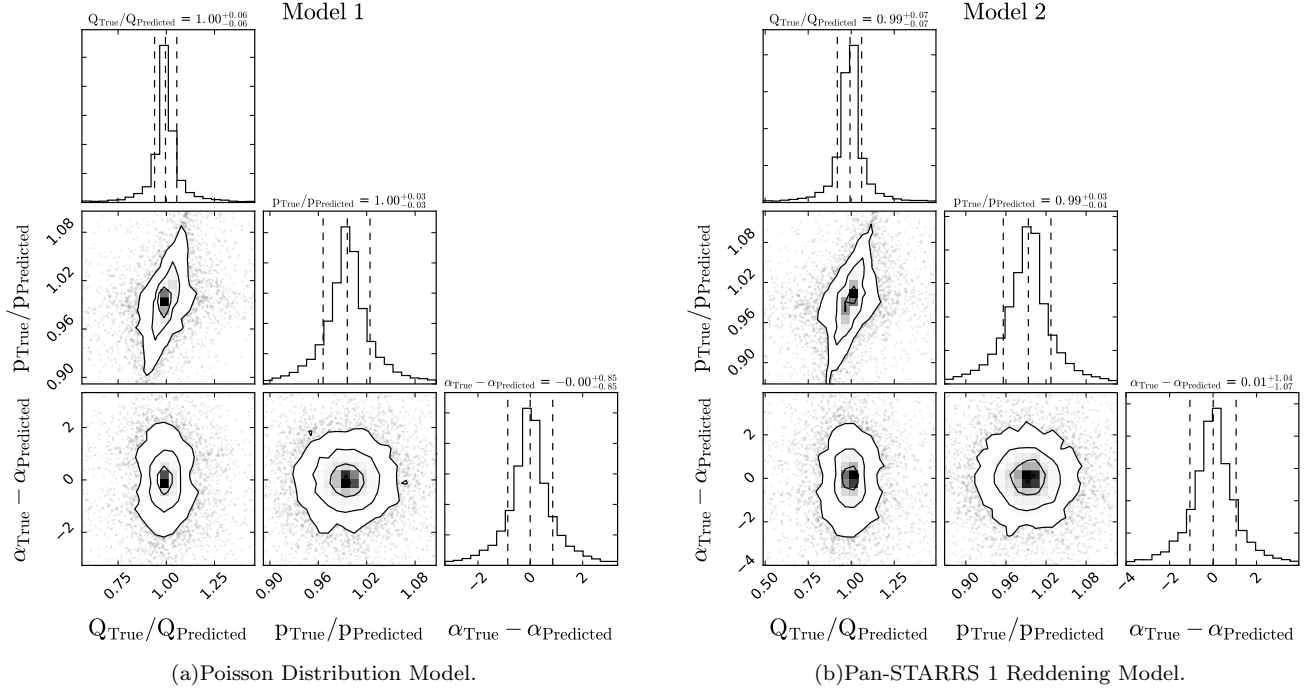 Model 1
Q_True/Q_Predicted = 1.00^{+0.06}_{-0.06}
1.08
1.02
0.96
0.90
p_True/p_Predicted
p_True/p_Predicted = 1.00^{+0.03}_{-0.03}
2
0
−2
α_True − α_Predicted
α_True − α_Predicted = −0.00^{+0.85}_{-0.85}
0.75 1.00 1.25
0.90 0.96 1.02 1.08
−2 0 2
Q_True/Q_Predicted
p_True/p_Predicted
α_True − α_Predicted
(a)Poisson Distribution Model.
Model 2
Q_True/Q_Predicted = 0.99^{+0.07}_{-0.07}
1.08
1.02
0.96
0.90
p_True/p_Predicted
p_True/p_Predicted = 0.99^{+0.03}_{-0.04}
2
0
−2
−4
α_True − α_Predicted
α_True − α_Predicted = 0.01^{+1.04}_{-1.07}
0.50 0.75 1.00 1.25
0.90 0.96 1.02 1.08
−4 −2 0 2
Q_True/Q_Predicted
p_True/p_Predicted
α_True − α_Predicted
(b)Pan-STARRS 1 Reddening Model.